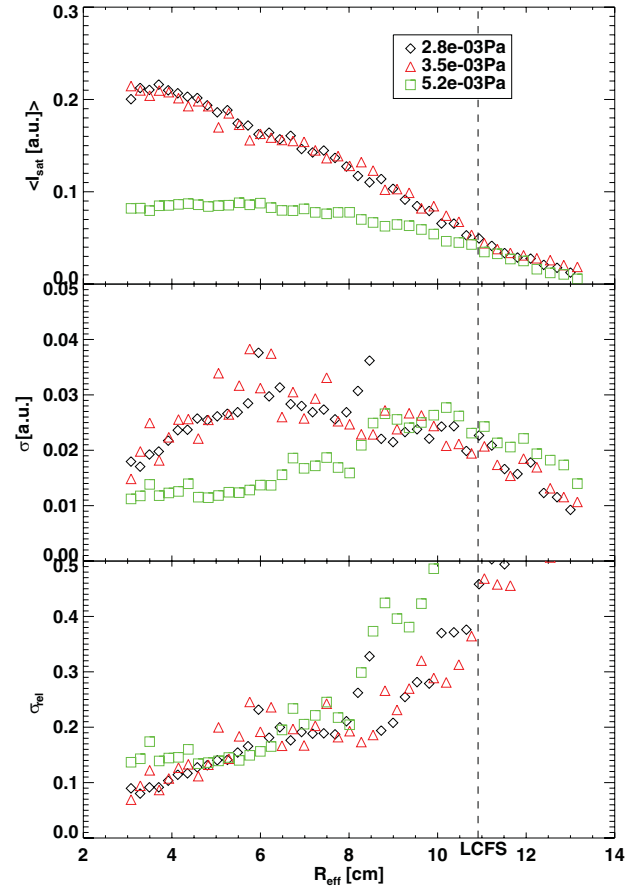 0.3
2.8e-03Pa
3.5e-03Pa
5.2e-03Pa
0.2
<I_sat [a.u.]>
0.1
0.0
0.05
0.04
0.03
σ [a.u.]
0.02
0.01
0.00
0.5
0.4
0.3
σ_rel
0.2
0.1
0.0
2 4 6 8 10 LCFS 12 14
R_eff [cm]